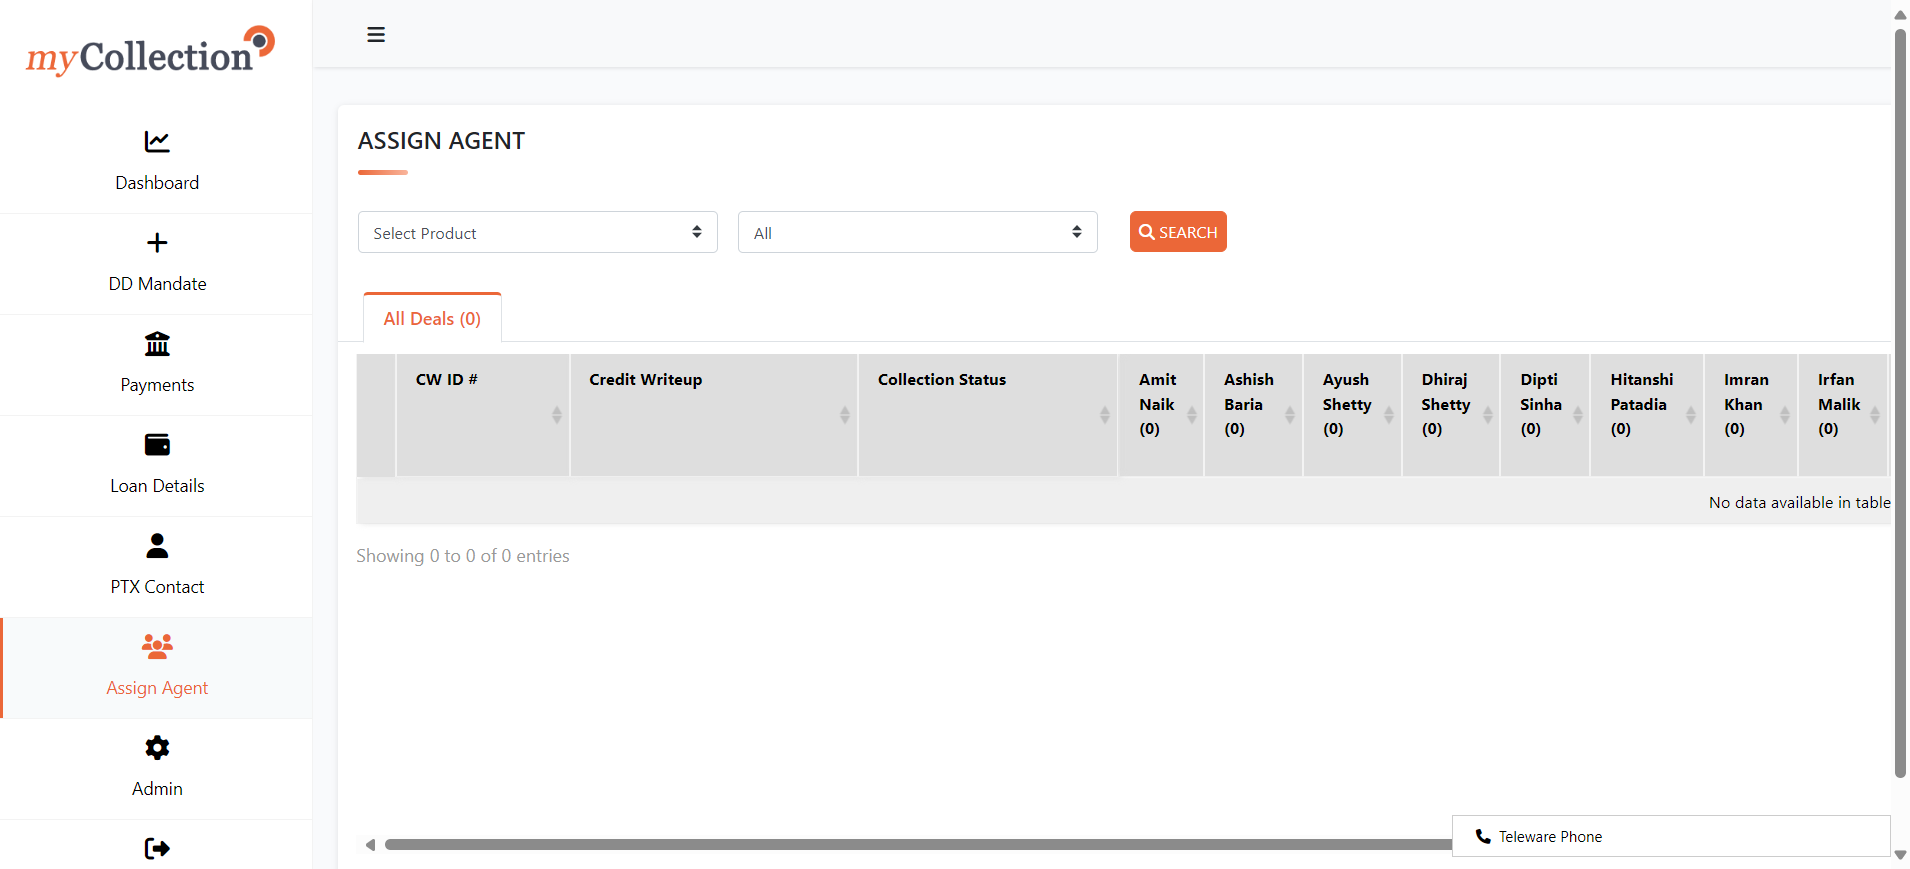 myCollection
Dashboard
DD Mandate
Payments
Loan Details
PTX Contact
Assign Agent
Admin
ASSIGN AGENT
Select Product
All
SEARCH
All Deals (0)
CW ID #
Credit Writeup
Collection Status
Amit Naik (0)
Ashish Baria (0)
Ayush Shetty (0)
Dhiraj Shetty (0)
Dipti Sinha (0)
Hitanshi Patadia (0)
Imran Khan (0)
Irfan Malik (0)
No data available in table
Showing 0 to 0 of 0 entries
Teleware Phone